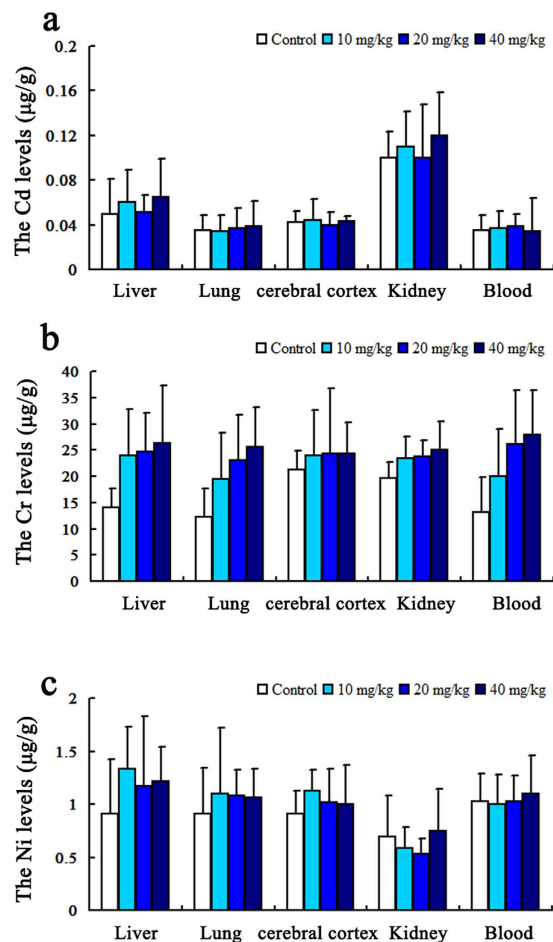 a
Control 10 mg/kg 20 mg/kg 40 mg/kg
The Cd levels (µg/g)
0.2
0.16
0.12
0.08
0.04
0
Liver Lung cerebral cortex Kidney Blood
b
Control 10 mg/kg 20 mg/kg 40 mg/kg
The Cr levels (µg/g)
40
35
30
25
20
15
10
5
0
Liver Lung cerebral cortex Kidney Blood
c
Control 10 mg/kg 20 mg/kg 40 mg/kg
The Ni levels (µg/g)
2
1.5
1
0.5
0
Liver Lung cerebral cortex Kidney Blood